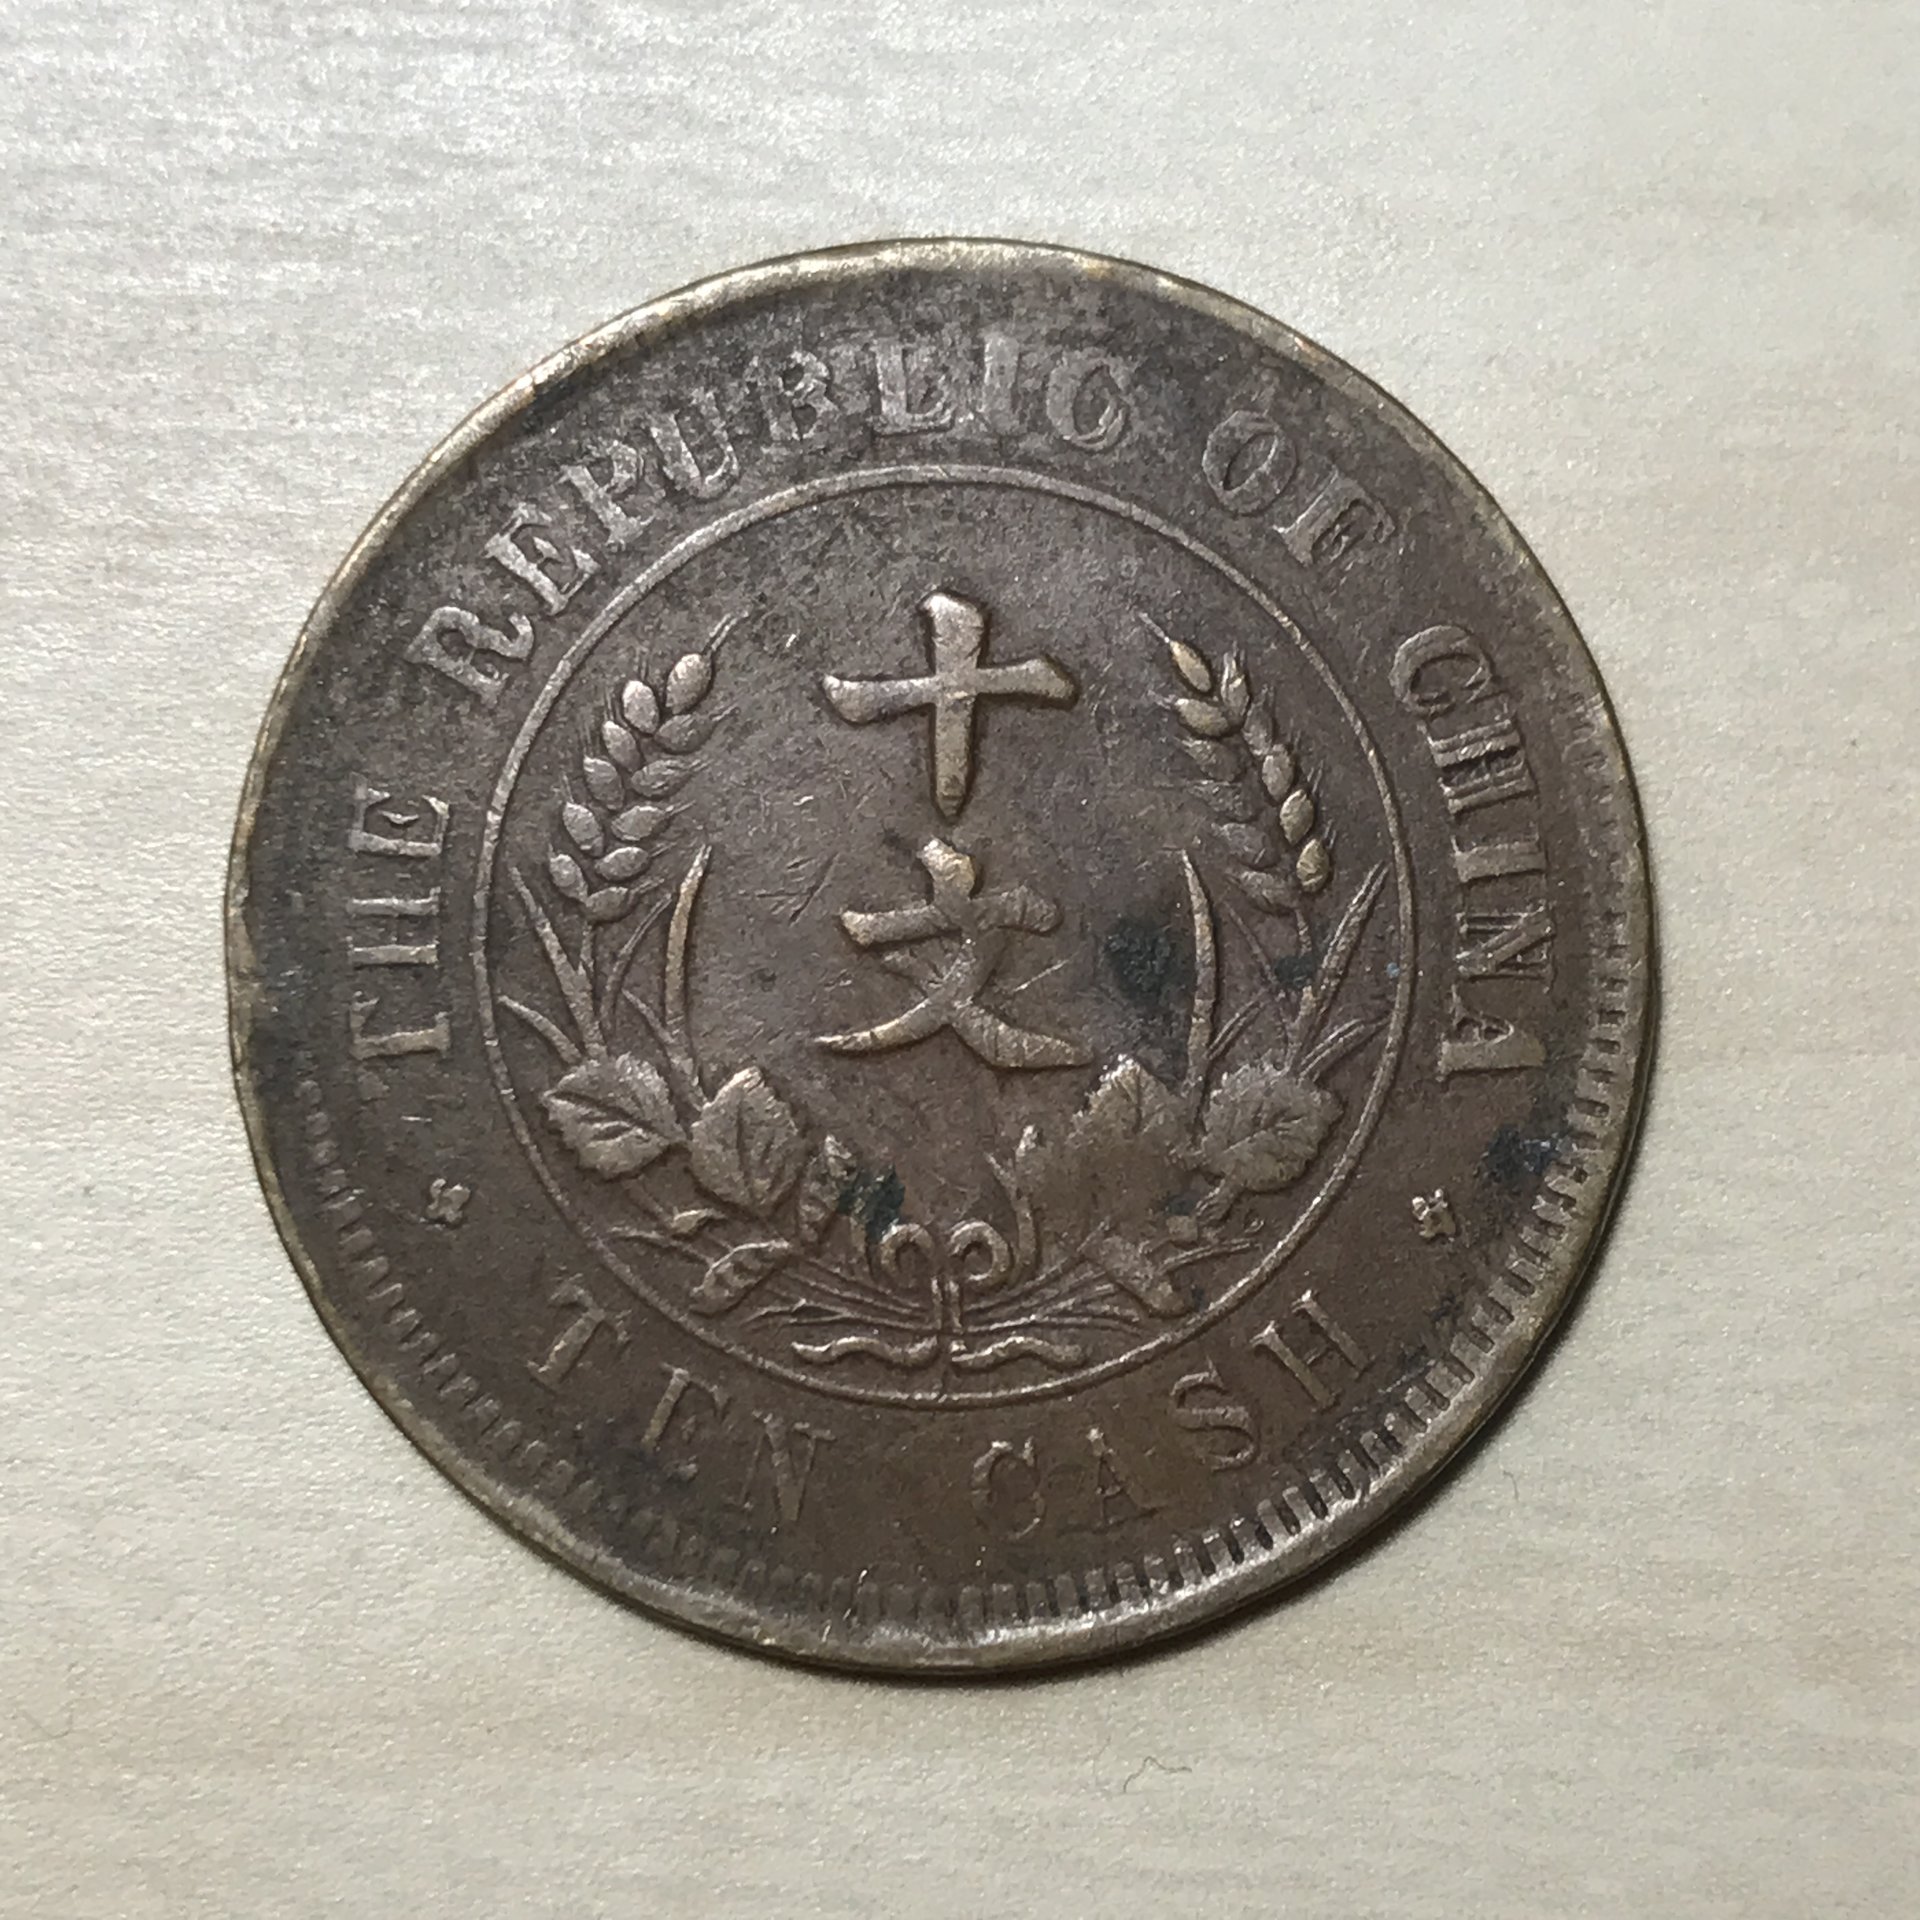 THE REPUBLIC OF CHINA
十
文
TEN CASH